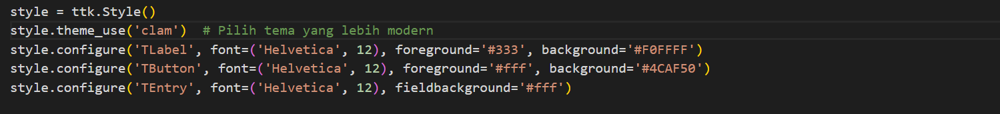 style = ttk.Style()
style.theme_use('clam')  # Pilih tema yang lebih modern
style.configure('TLabel', font=('Helvetica', 12), foreground='#333', background='#F0FFFF')
style.configure('TButton', font=('Helvetica', 12), foreground='#fff', background='#4CAF50')
style.configure('TEntry', font=('Helvetica', 12), fieldbackground='#fff')